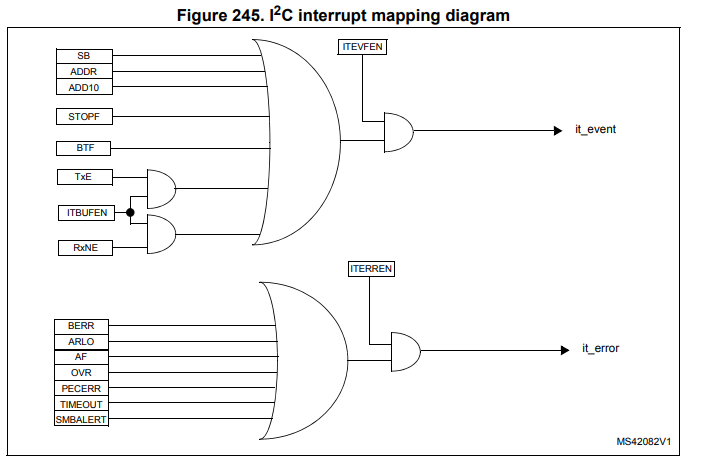 Figure 245. I²C interrupt mapping diagram
ITEVFEN
SB
ADDR
ADD10
STOPF
it_event
BTF
TxE
ITBUFEN
RxNE
ITERREN
BERR
ARLO
it_error
AF
OVR
PECERR
TIMEOUT
SMBALERT
MS42082V1